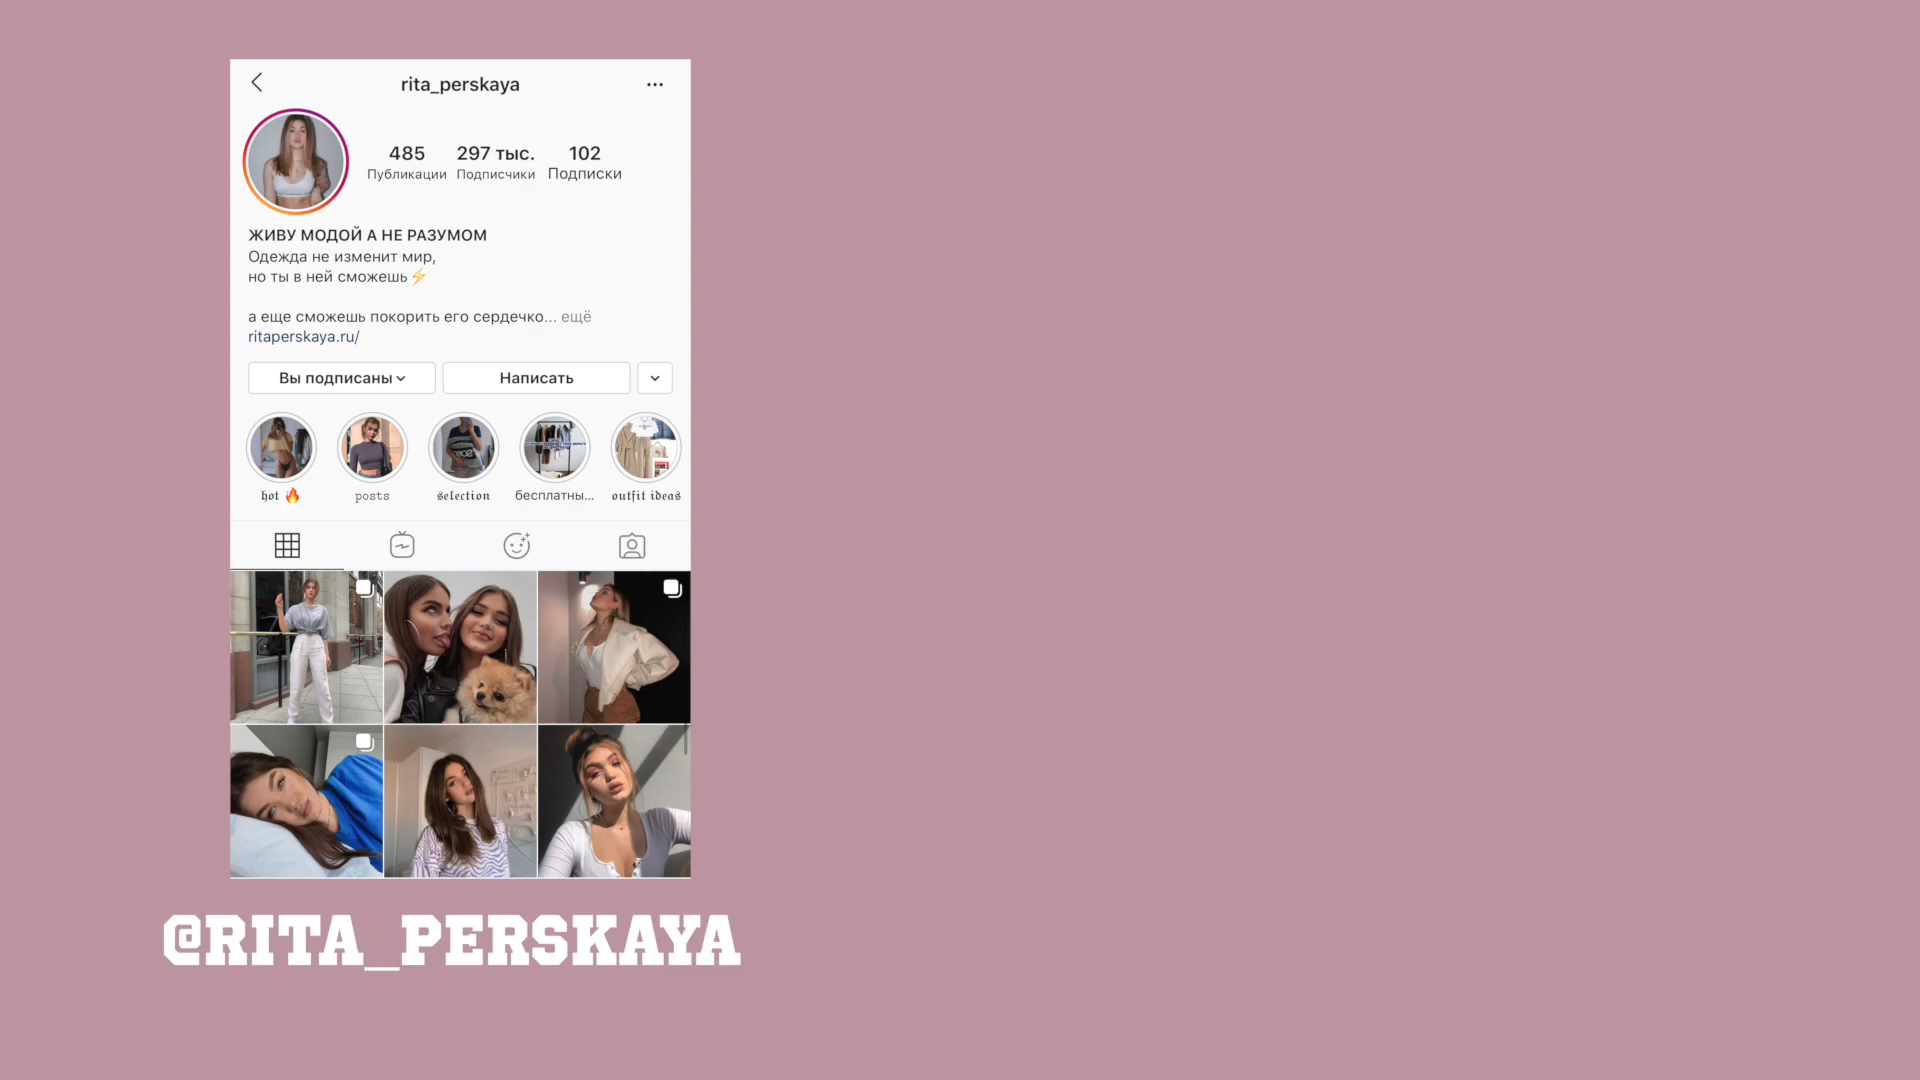 rita_perskaya
485 297 тыс. 102
Публикации Подписчики Подписки
ЖИВУ МОДОЙ А НЕ РАЗУМОМ
Одежда не изменит мир,
но ты в ней сможешь⚡
а еще сможешь покорить его сердечко... ещё
ritaperskaya.ru/
Вы подписаны Написать
𝔥𝔬𝔱 🔥 posts 𝔰𝔢𝔩𝔢𝔠𝔱𝔦𝔬𝔫 бесплатны... 𝔬𝔲𝔱𝔣𝔦𝔱 𝔦𝔡𝔢𝔞𝔰
@RITA_PERSKAYA